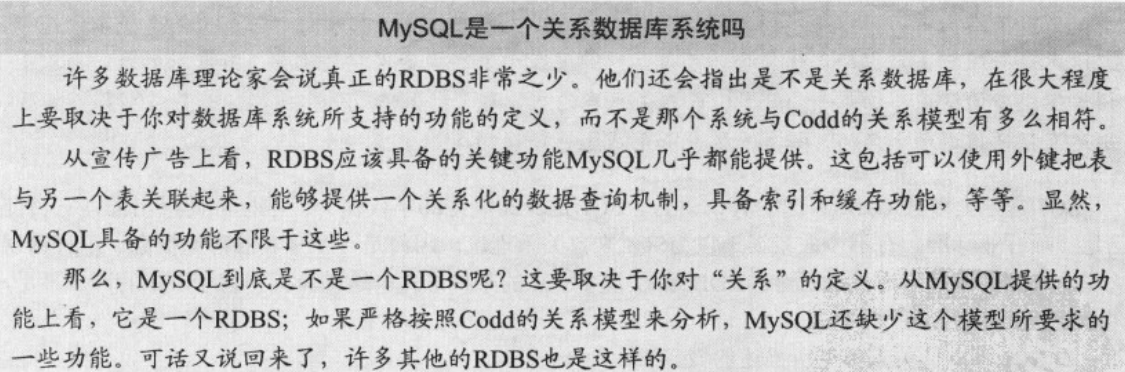 MySQL是一个关系数据库系统吗
许多数据库理论家会说真正的RDBS非常之少。他们还会指出是不是关系数据库，在很大程度
上要取决于你对数据库系统所支持的功能的定义，而不是那个系统与Codd的关系模型有多么相符。
从宣传广告上看，RDBS应该具备的关键功能MySQL几乎都能提供。这包括可以使用外键把表
与另一个表关联起来，能够提供一个关系化的数据查询机制，具备索引和缓存功能，等等。显然，
MySQL具备的功能不限于这些。
那么，MySQL到底是不是一个RDBS呢？这要取决于你对“关系”的定义。从MySQL提供的功
能上看，它是一个RDBS；如果严格按照Codd的关系模型来分析，MySQL还缺少这个模型所要求的
一些功能。可话又说回来了，许多其他的RDBS也是这样的。